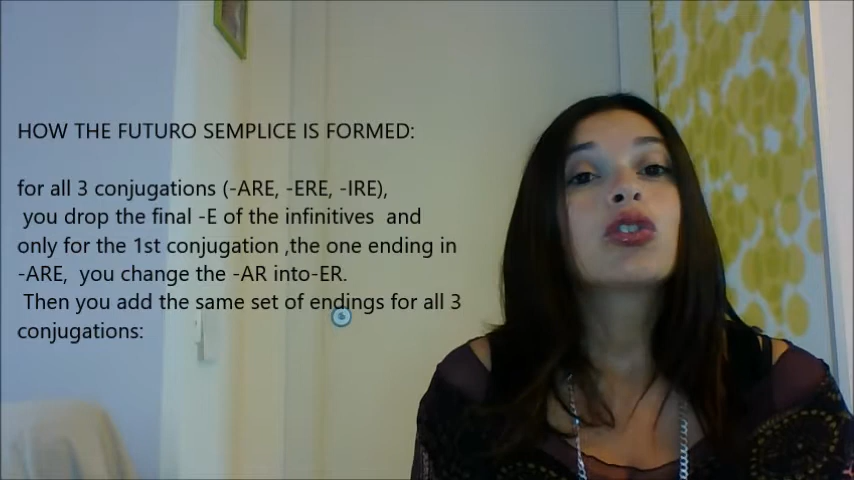 HOW THE FUTURO SEMPLICE IS FORMED:
for all 3 conjugations (-ARE, -ERE, -IRE),
you drop the final -E of the infinitives and
only for the 1st conjugation ,the one ending in
-ARE, you change the -AR into-ER.
Then you add the same set of endings for all 3
conjugations: